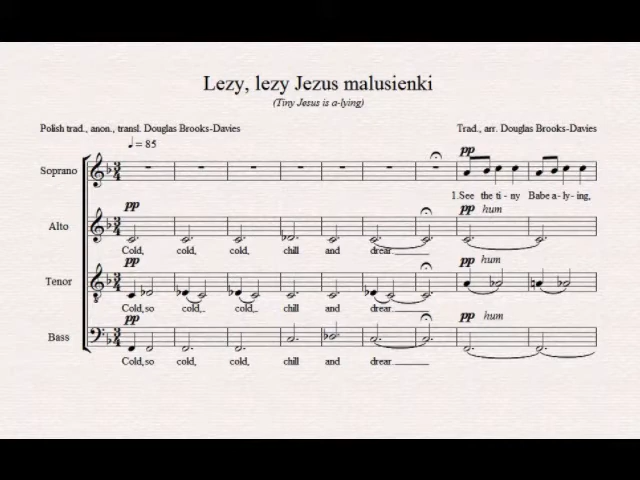 Lezy, lezy Jezus malusienki
(Tiny Jesus is a-lying)
Polish trad., anon., transl. Douglas Brooks-Davies
Trad., arr. Douglas Brooks-Davies
♩= 85
Soprano
pp
1.See the ti - ny Babe a-ly - ing,
Alto
pp
pp hum
Cold, cold, cold, chill and drear.
Tenor
pp
pp hum
Cold, so cold, cold, chill and drear.
Bass
pp
pp hum
Cold, so cold, cold, chill and drear.